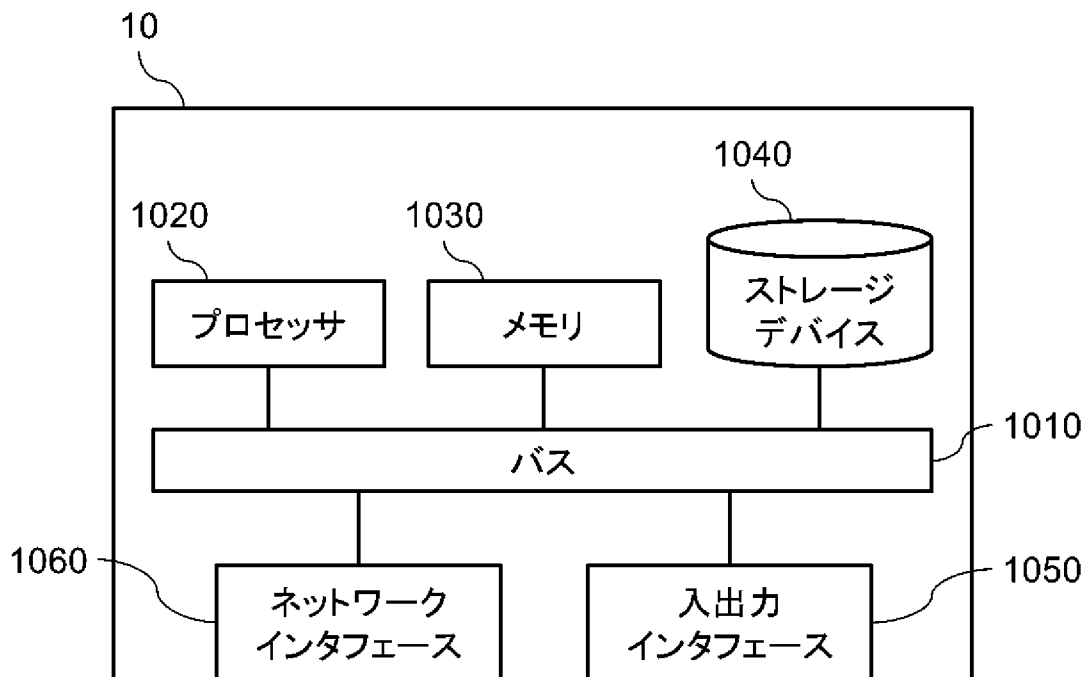 10
1040
1020
1030
ストレージ
デバイス
プロセッサ
メモリ
1010
バス
1060
1050
ネットワーク
インタフェース
入出力
インタフェース